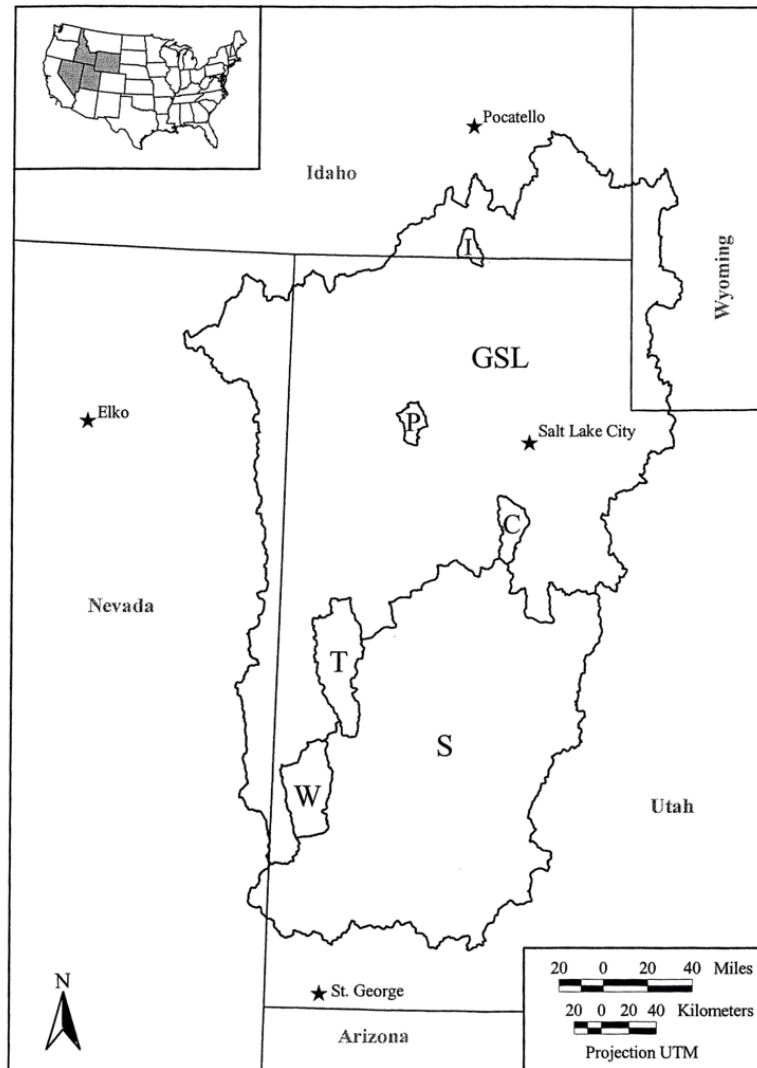 Pocatello
Idaho
I
Wyoming
GSL
Elko
P
Salt Lake City
C
Nevada
T
S
W
Utah
N
St. George
Arizona
20 0 20 40 Miles
20 0 20 40 Kilometers
Projection UTM